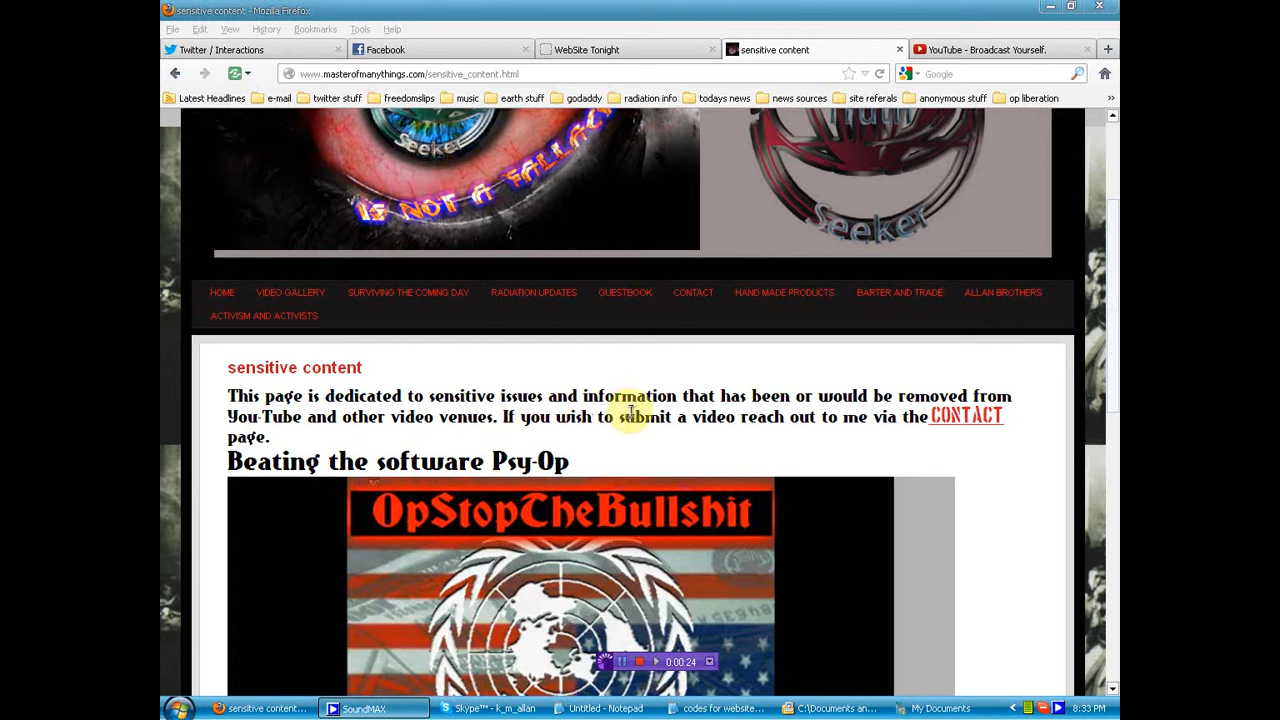 sensitive content - Mozilla Firefox
File Edit View History Bookmarks Tools Help
Twitter / Interactions Facebook WebSite Tonight sensitive content YouTube - Broadcast Yourself.
www.masterofmanythings.com/sensitive_content.html Google
Latest Headlines e-mail twitter stuff freedomslips music earth stuff godaddy radiation info todays news news sources site referals anonymous stuff op liberation
Truth
Seeker
IS NOT A FALLACY
Seeker
HOME VIDEO GALLERY SURVIVING THE COMING DAY RADIATION UPDATES GUESTBOOK CONTACT HAND MADE PRODUCTS BARTER AND TRADE ALLAN BROTHERS
ACTIVISM AND ACTIVISTS
sensitive content
This page is dedicated to sensitive issues and information that has been or would be removed from
You-Tube and other video venues. If you wish to submit a video reach out to me via the CONTACT
page.
Beating the software Psy-Op
OpStopTheBullshit
0:00:24
sensitive content... SoundMAX Skype™ - k_m_allan Untitled - Notepad codes for website... C:\Documents an... My Documents 8:33 PM